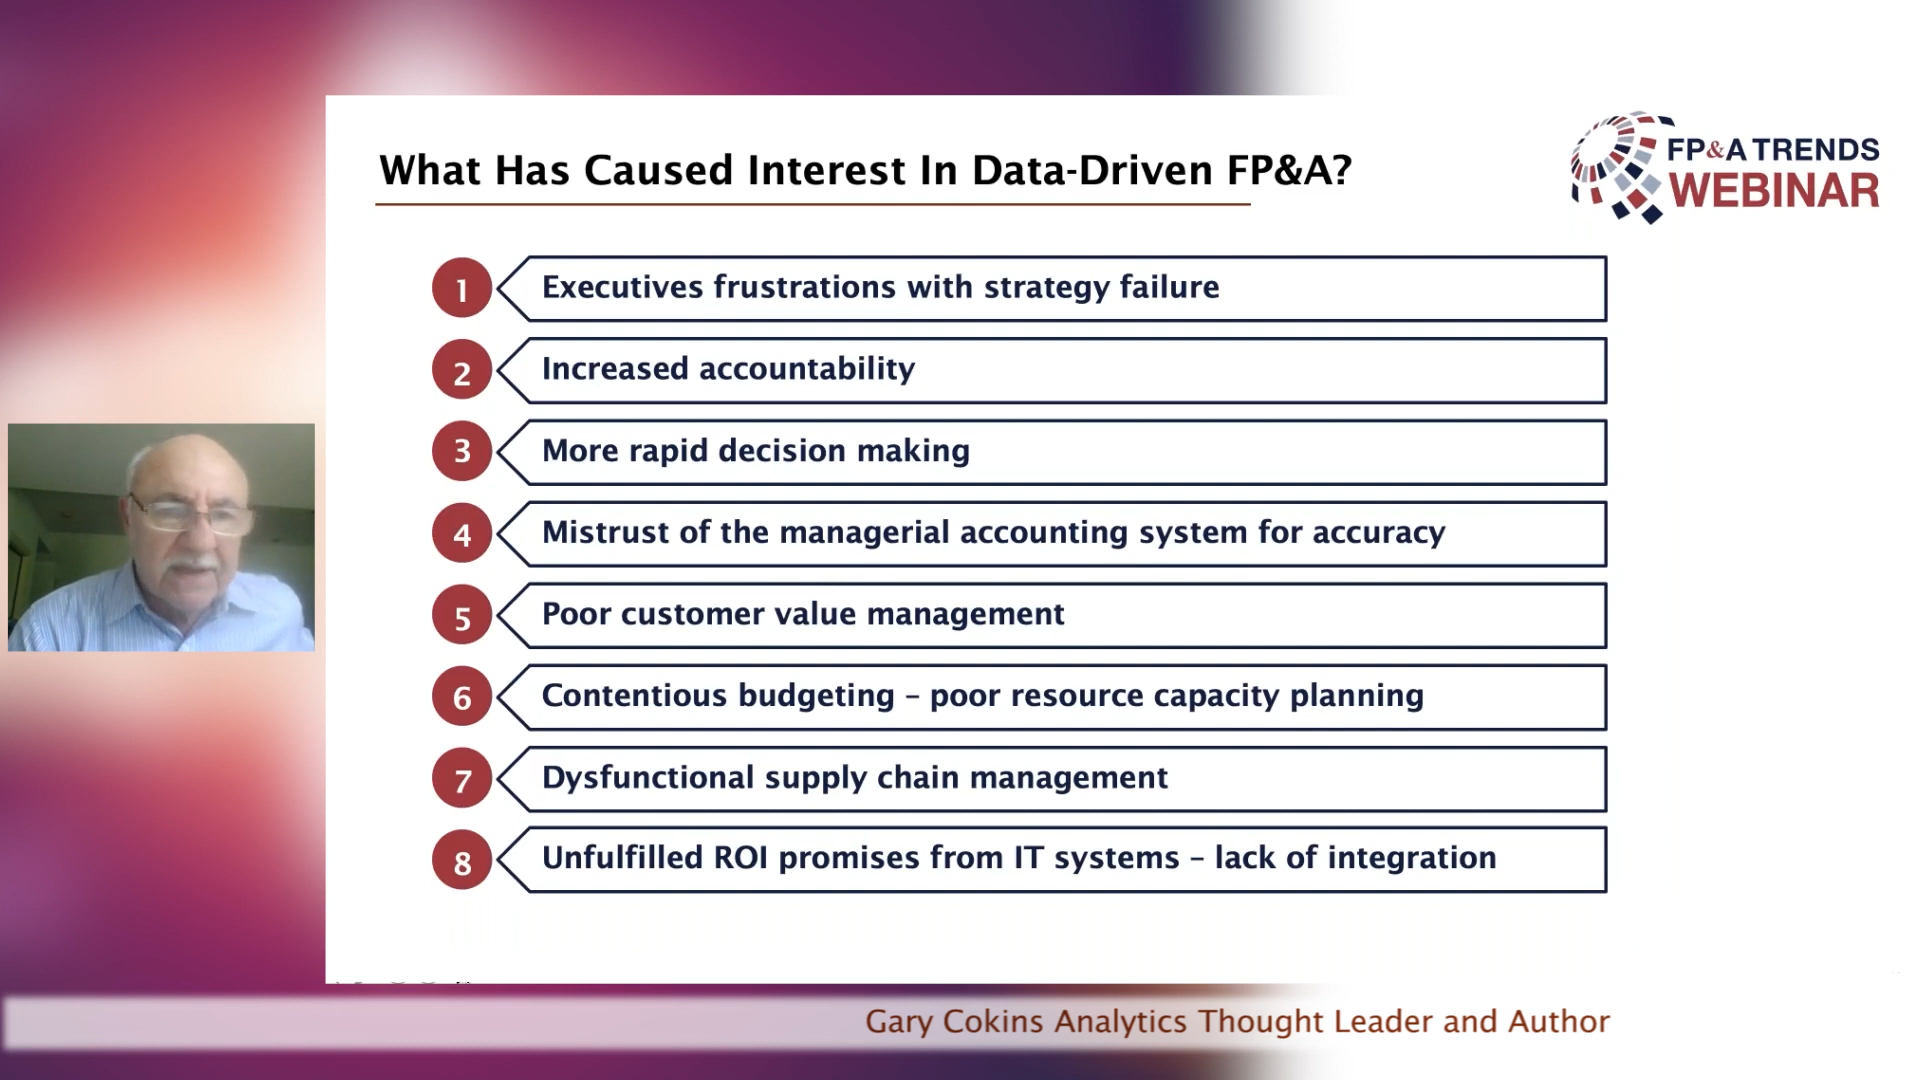 What Has Caused Interest In Data-Driven FP&A?
FP&A TRENDS
WEBINAR
1 Executives frustrations with strategy failure
2 Increased accountability
3 More rapid decision making
4 Mistrust of the managerial accounting system for accuracy
5 Poor customer value management
6 Contentious budgeting – poor resource capacity planning
7 Dysfunctional supply chain management
8 Unfulfilled ROI promises from IT systems – lack of integration
Gary Cokins Analytics Thought Leader and Author